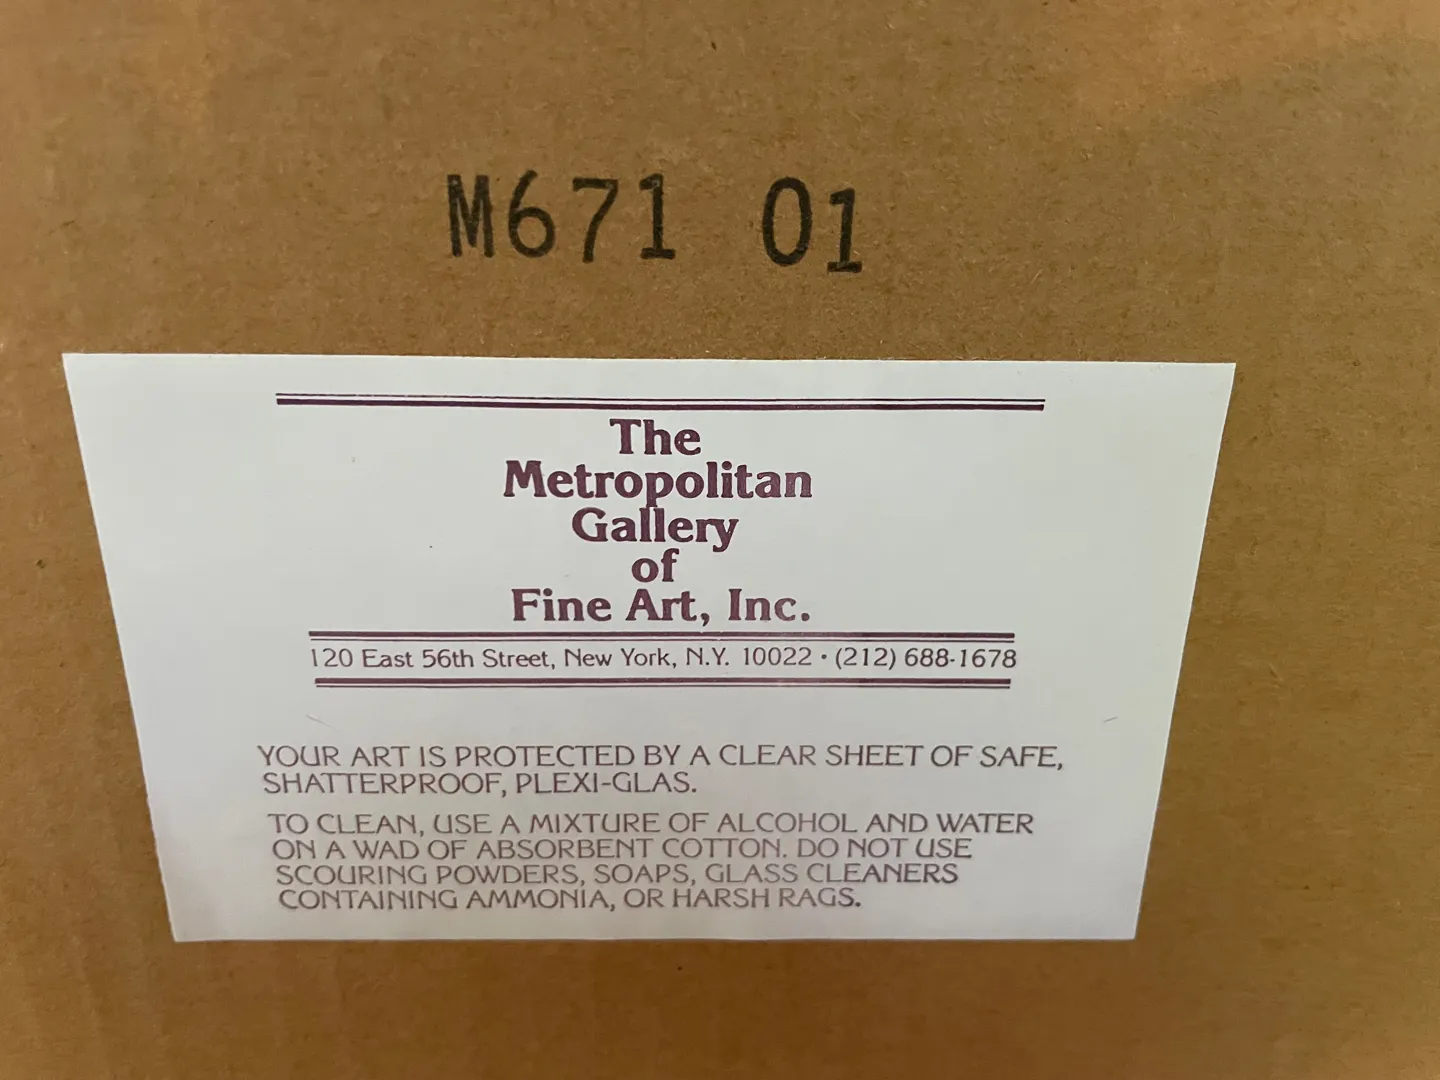 M671 01
The
Metropolitan
Gallery
of
Fine Art, Inc.
120 East 56th Street, New York, N.Y. 10022 • (212) 688-1678
YOUR ART IS PROTECTED BY A CLEAR SHEET OF SAFE,
SHATTERPROOF, PLEXI-GLAS.
TO CLEAN, USE A MIXTURE OF ALCOHOL AND WATER
ON A WAD OF ABSORBENT COTTON. DO NOT USE
SCOURING POWDERS, SOAPS, GLASS CLEANERS
CONTAINING AMMONIA, OR HARSH RAGS.